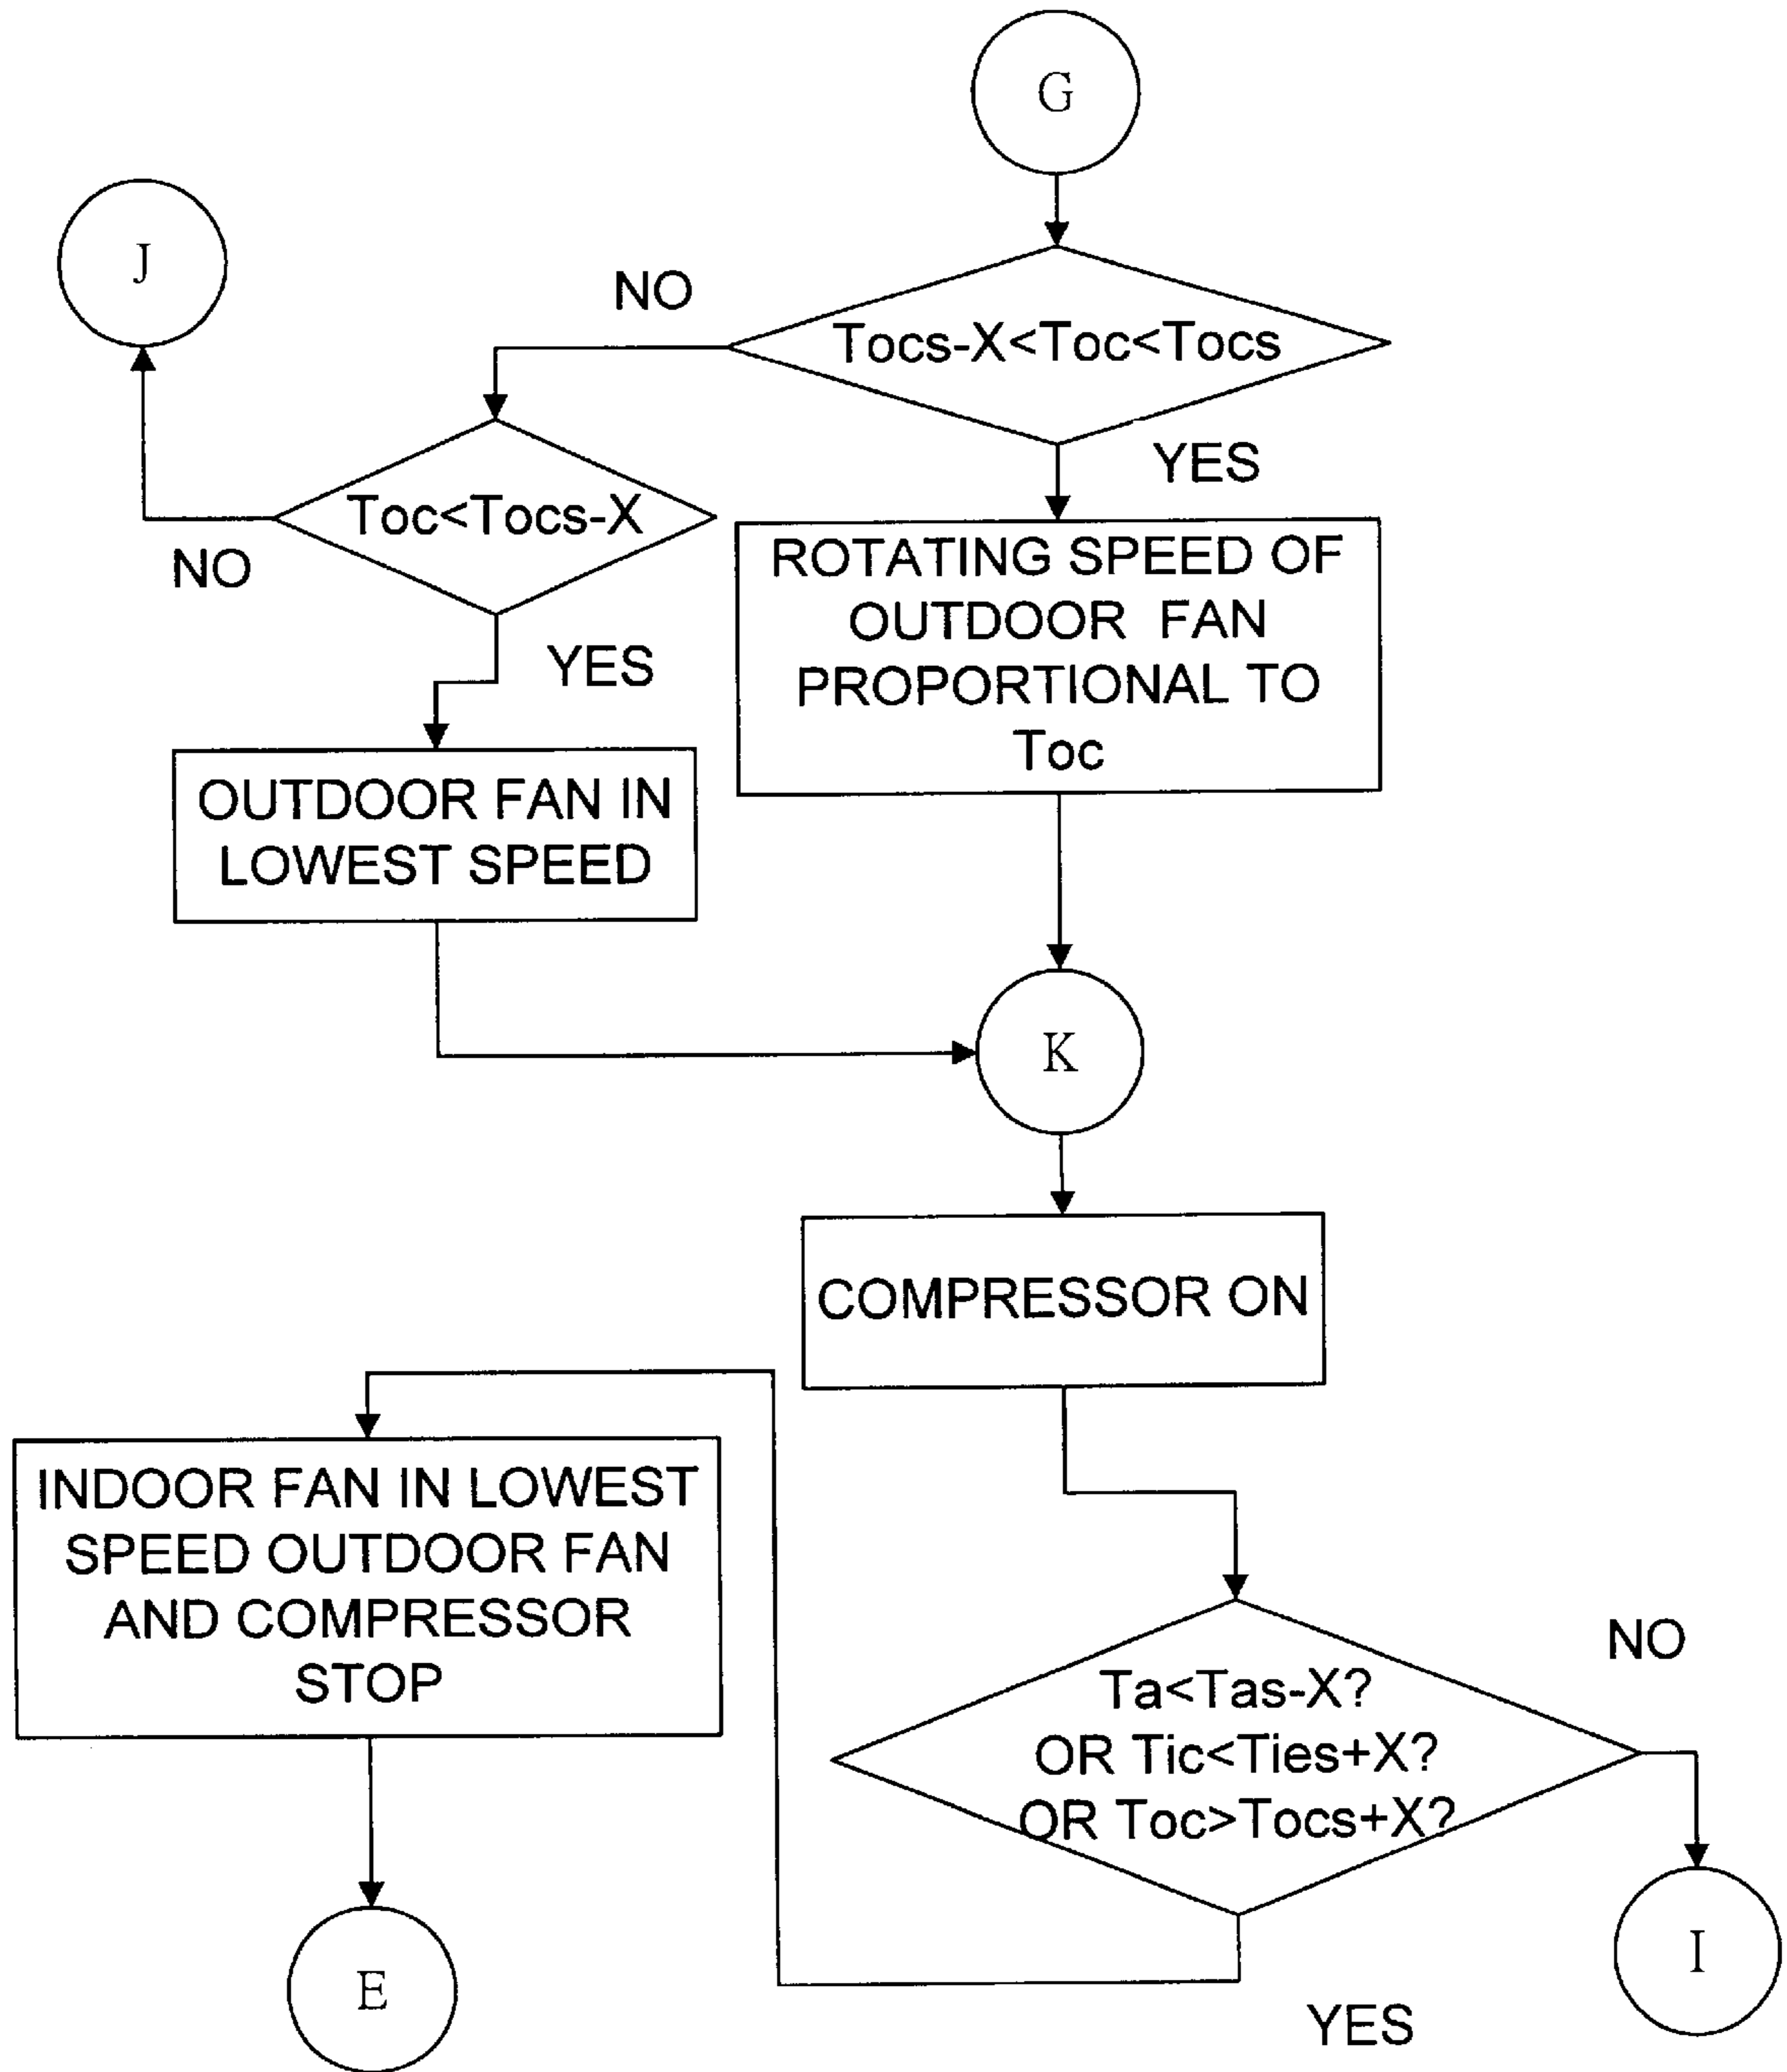 G
J
NO
Tocs-X<Toc<Tocs
YES
Toc<Tocs-X
NO
ROTATING SPEED OF
OUTDOOR FAN
PROPORTIONAL TO
Toc
YES
OUTDOOR FAN IN
LOWEST SPEED
K
COMPRESSOR ON
INDOOR FAN IN LOWEST
SPEED OUTDOOR FAN
AND COMPRESSOR
STOP
NO
Ta<Tas-X?
OR Tic<Ties+X?
OR Toc>Tocs+X?
E
I
YES